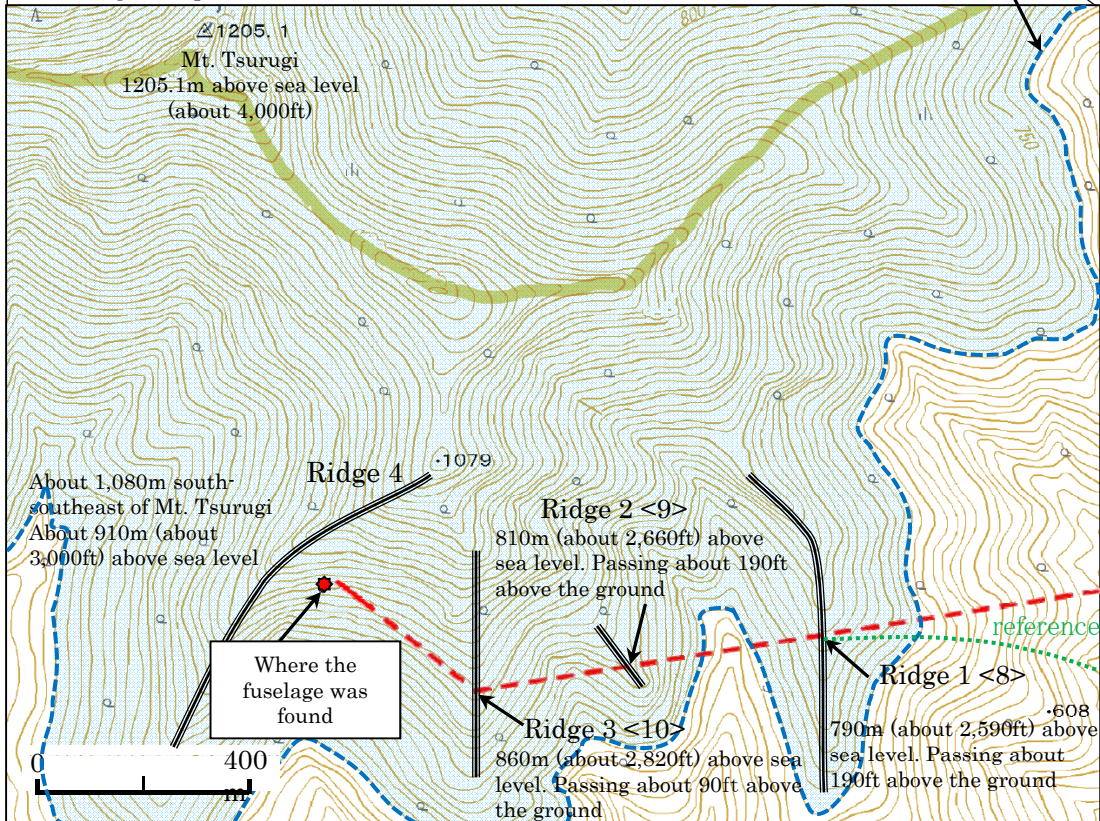 800
1205. 1
Mt. Tsurugi
1205.1m above sea level
(about 4,000ft)
750
·1079
Ridge 4
About 1,080m south-
southeast of Mt. Tsurugi
About 910m (about
3,000ft) above sea level
Ridge 2 <9>
810m (about 2,660ft) above
sea level. Passing about 190ft
above the ground
reference
Where the
fuselage was
found
Ridge 1 <8>
·608
790m (about 2,590ft) above
sea level. Passing about
190ft above the ground
Ridge 3 <10>
860m (about 2,820ft) above sea
level. Passing about 90ft above
the ground
0 400
m